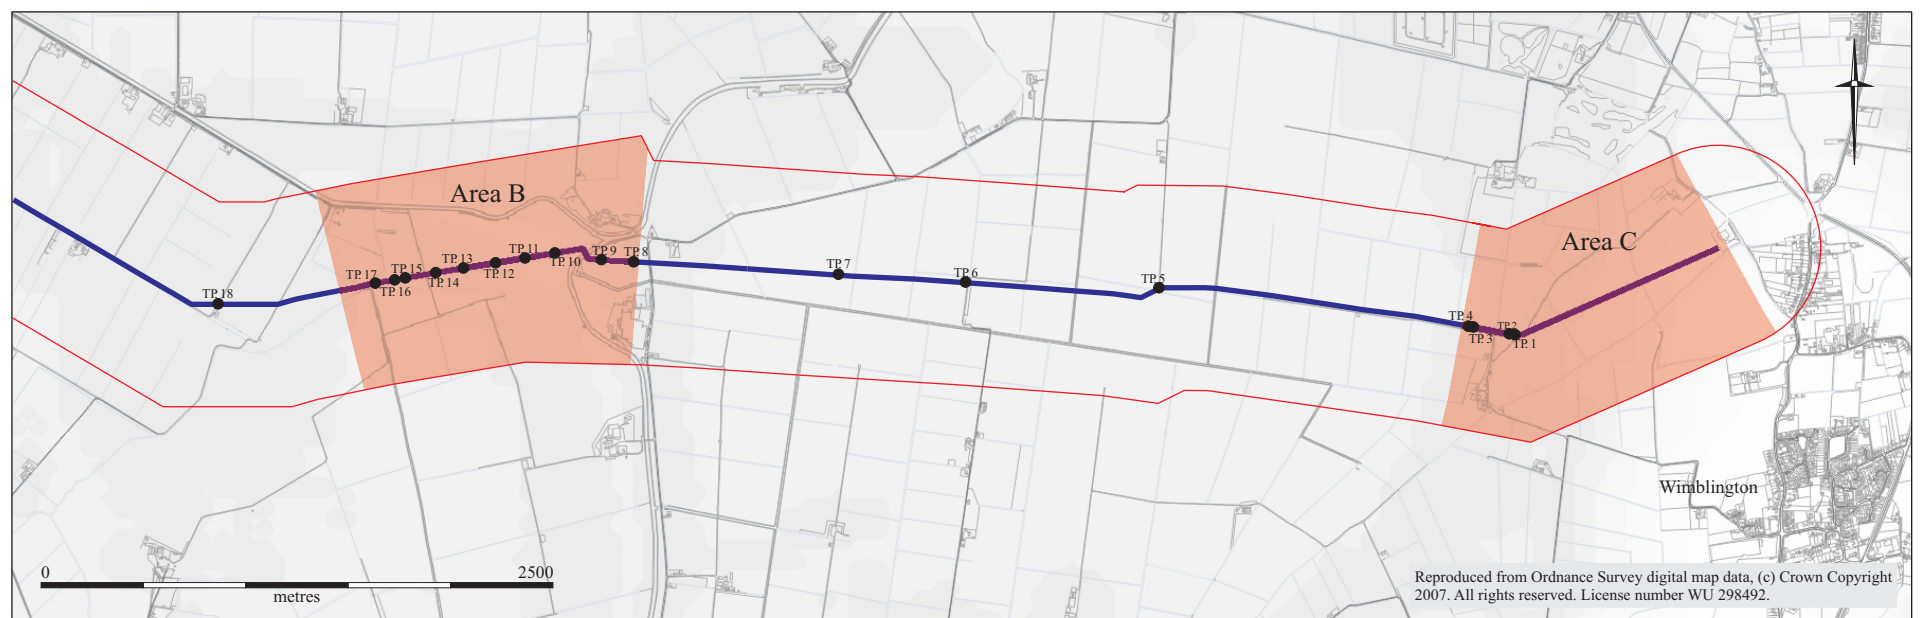 Area B
Area C
TP. 18
TP. 17
TP. 16
TP. 15
TP. 14
TP. 13
TP. 12
TP. 11
TP. 10
TP. 9
TP. 8
TP. 7
TP. 6
TP. 5
TP. 4
TP. 3
TP. 2
TP. 1
Wimblington
0 2500
metres
Reproduced from Ordnance Survey digital map data, (c) Crown Copyright
2007. All rights reserved. License number WU 298492.